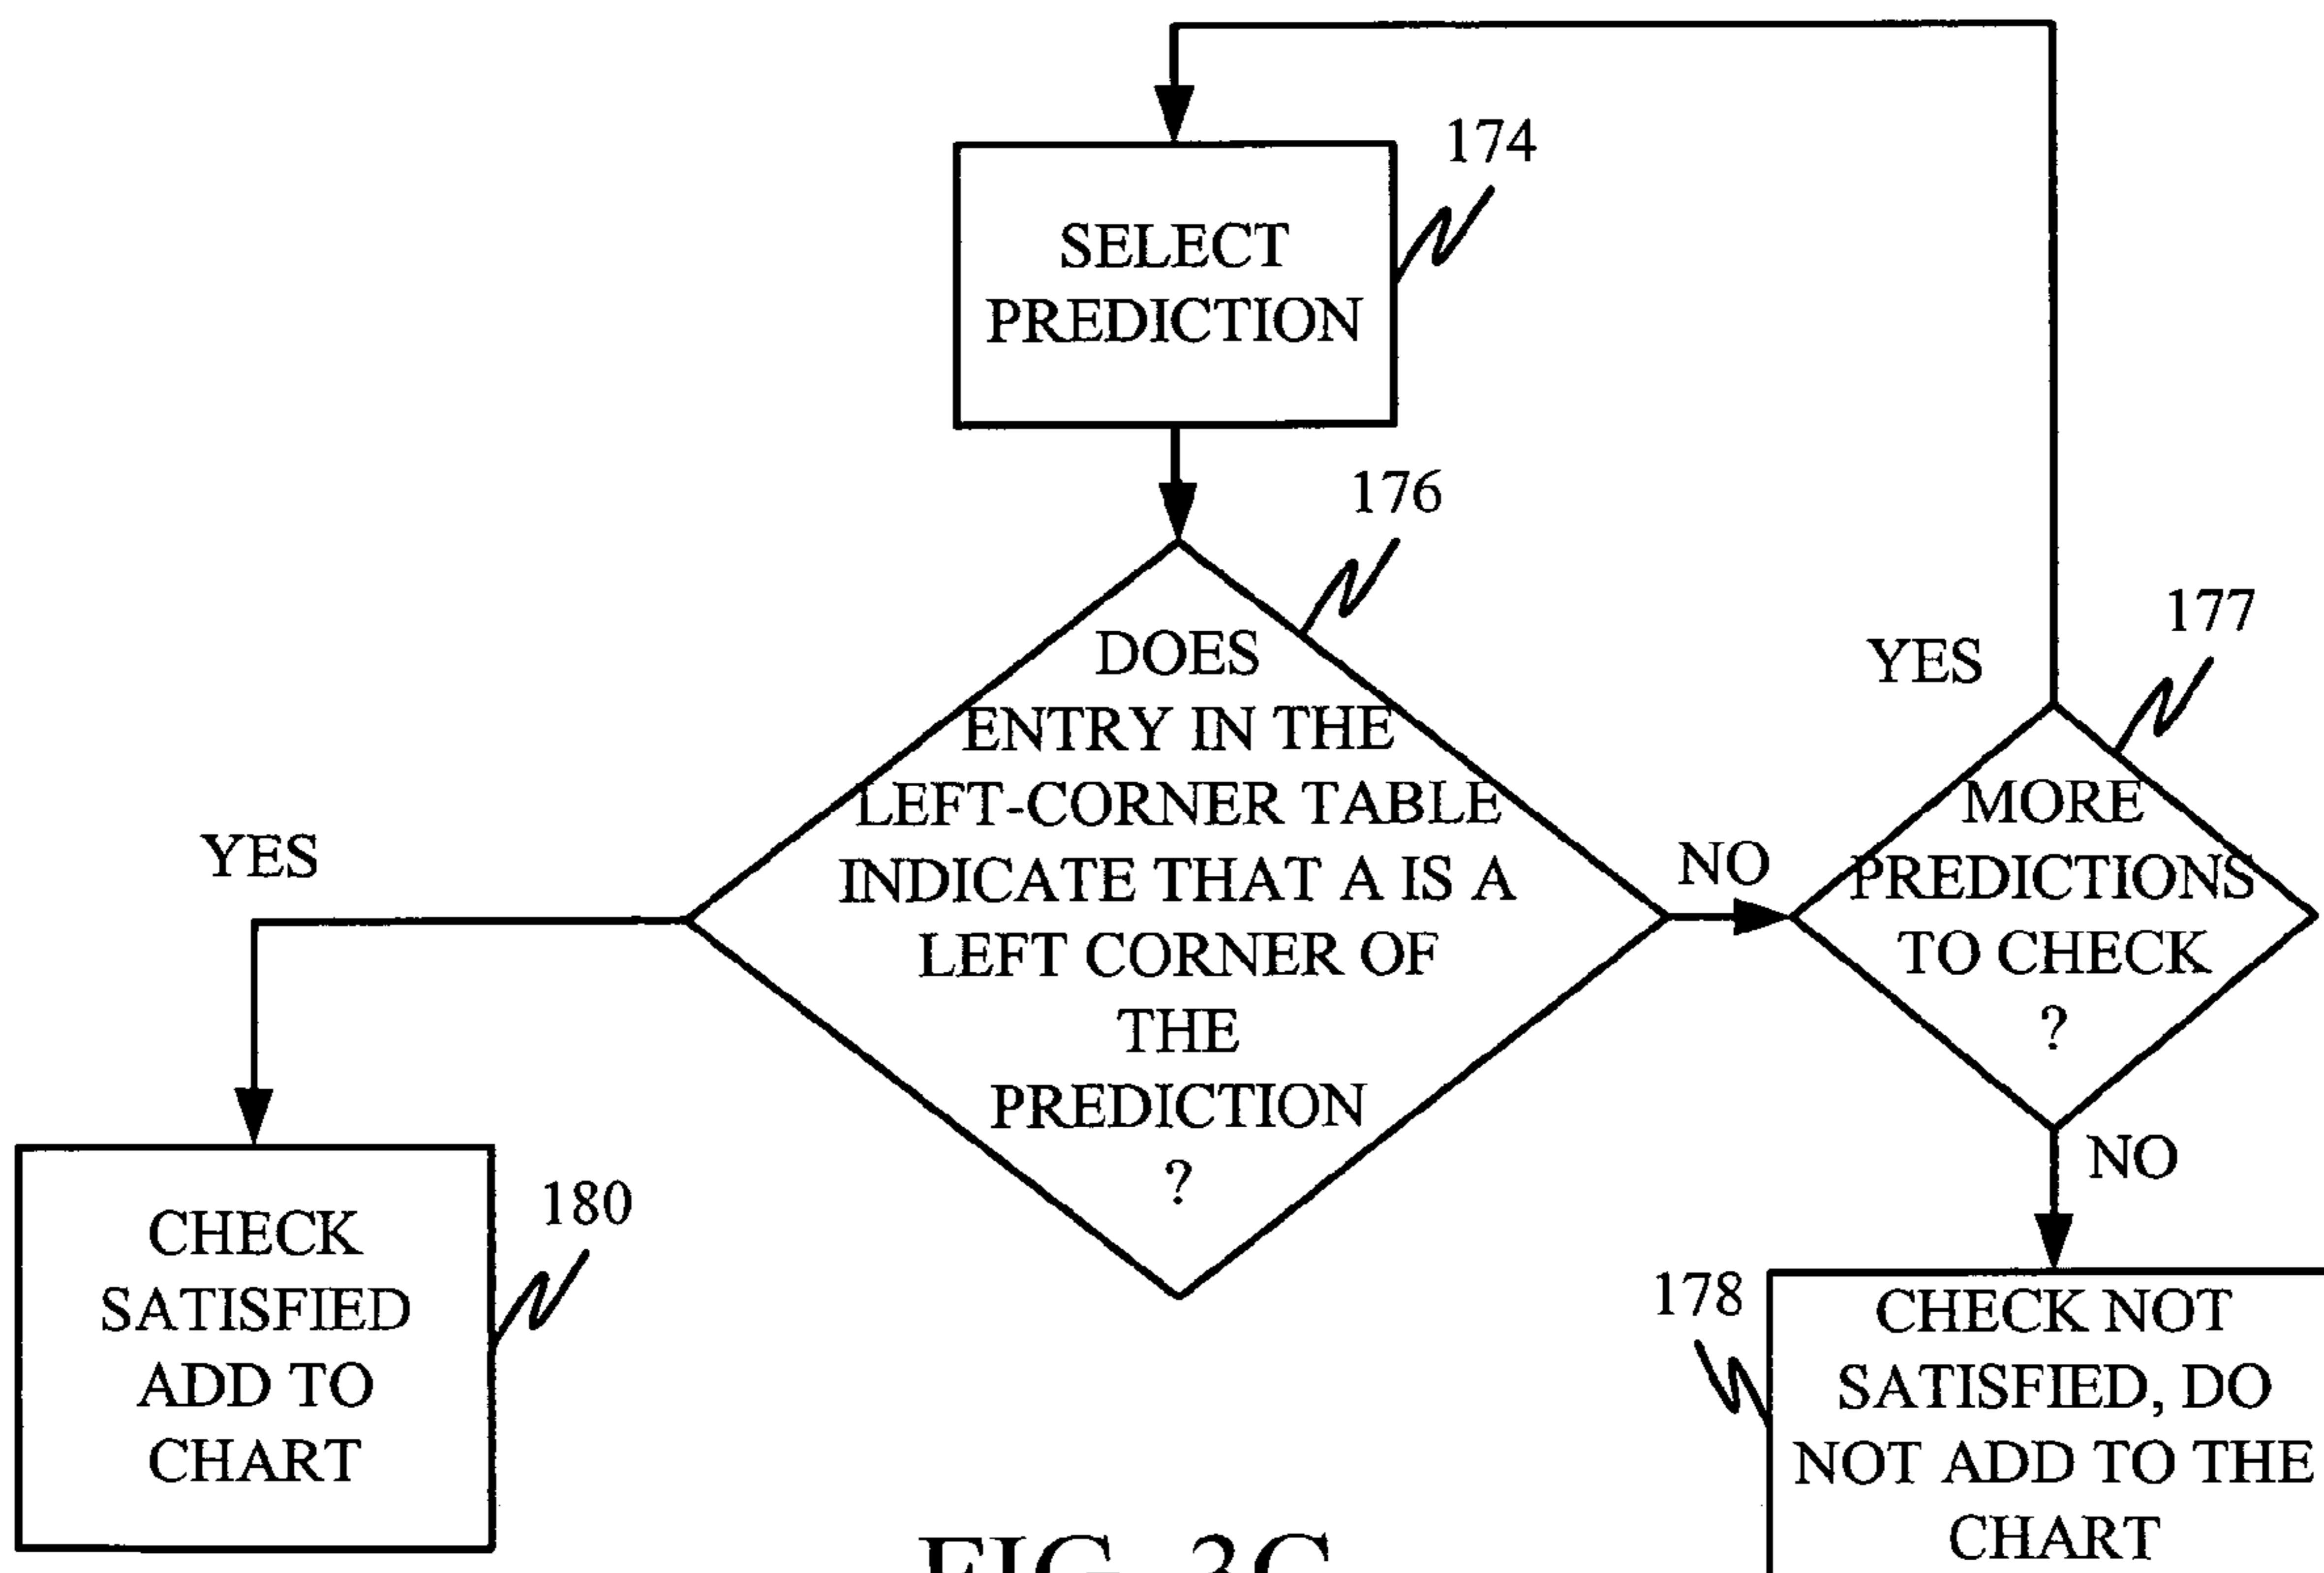 174
SELECT
PREDICTION
176
DOES
ENTRY IN THE
LEFT-CORNER TABLE
INDICATE THAT A IS A
LEFT CORNER OF
THE
PREDICTION
?
YES
NO
YES
177
MORE
PREDICTIONS
TO CHECK
?
NO
CHECK
SATISFIED
ADD TO
CHART
180
178
CHECK NOT
SATISFIED, DO
NOT ADD TO THE
CHART
FIG. 3C